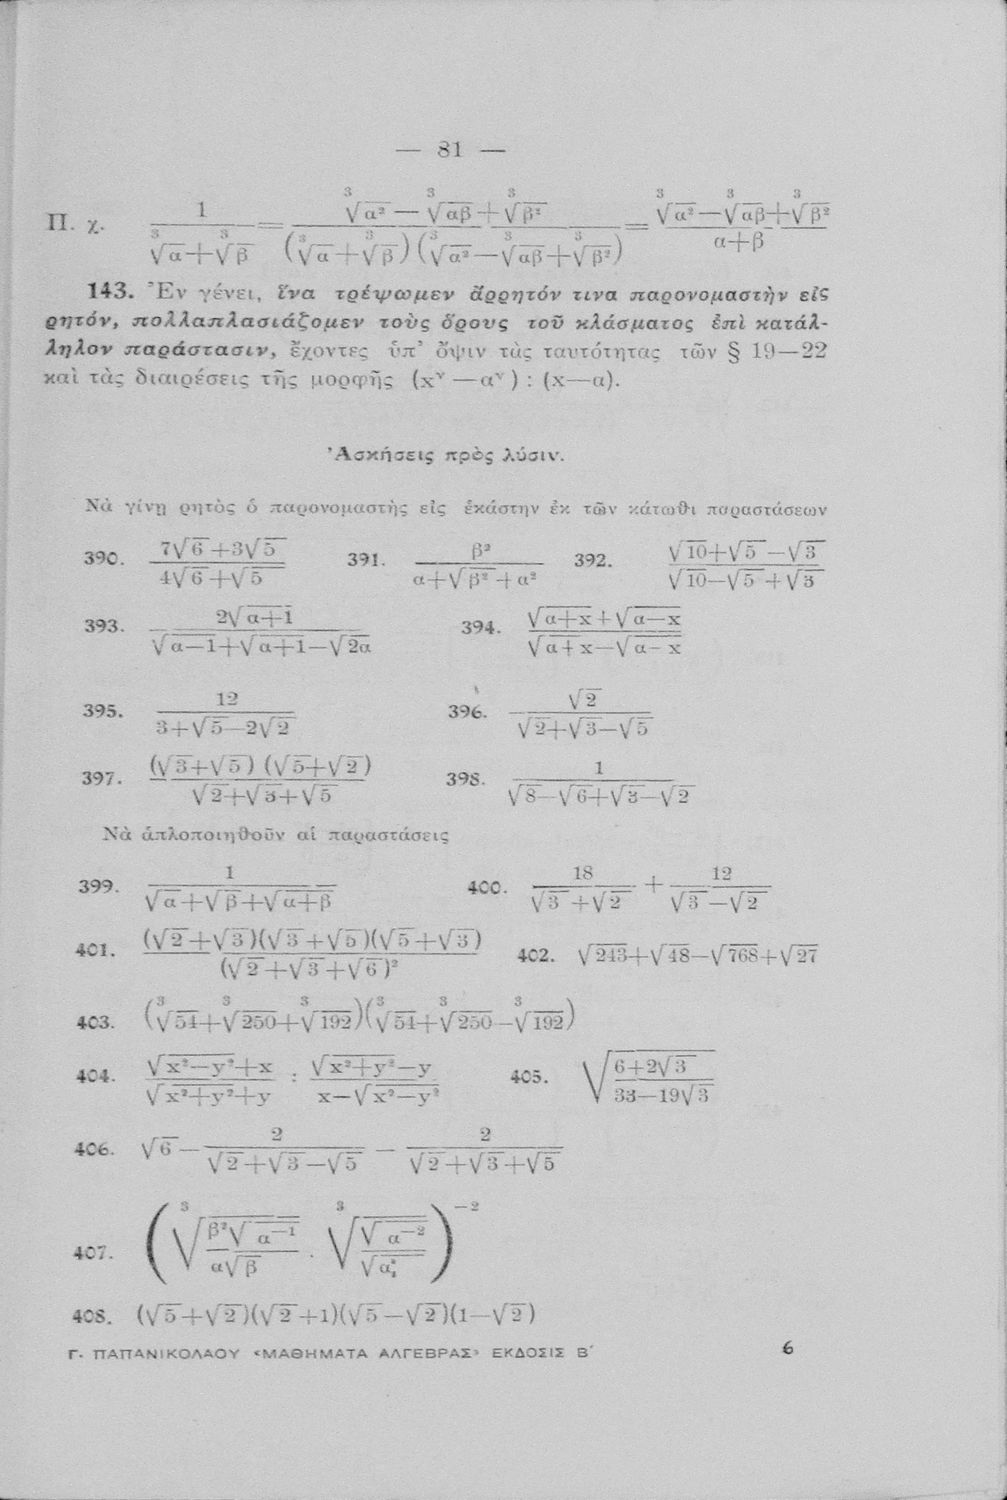 — 81 —
Π. χ. 1/(∛α+∛β) = (∛α²—∛αβ+∛β²)/((∛α+∛β)(∛α²—∛αβ+∛β²)) = (∛α²—∛αβ+∛β²)/(α+β)
143. Ἐν γένει, ἵνα τρέψωμεν ἄρρητόν τινα παρονομαστὴν εἰς
ρητόν, πολλαπλασιάζομεν τοὺς ὅρους τοῦ κλάσματος ἐπὶ κατάλ-
ληλον παράστασιν, ἔχοντες ὑπ’ ὄψιν τὰς ταυτότητας τῶν § 19—22
καὶ τὰς διαιρέσεις τῆς μορφῆς (xᵛ—αᵛ) : (x—α).
Ἀσκήσεις πρὸς λύσιν.
Νὰ γίνῃ ρητὸς ὁ παρονομαστὴς εἰς ἑκάστην ἐκ τῶν κάτωθι παραστάσεων
390. (7√6+3√5)/(4√6+√5) 391. β²/(α+√(β²+α²)) 392. (√10+√5—√3)/(√10—√5+√3)
393. 2√(α+1)/(√(α—1)+√(α+1)—√2α) 394. (√(α+x)+√(α—x))/(√(α+x)—√(α—x))
395. 12/(3+√5—2√2) 396. √2/(√2+√3—√5)
397. (√3+√5)(√5+√2)/(√2+√3+√5) 398. 1/(√8—√6+√3—√2)
Νὰ ἁπλοποιηθοῦν αἱ παραστάσεις
399. 1/(√α+√β+√(α+β)) 400. 18/(√3+√2) + 12/(√3—√2)
401. (√2+√3)(√3+√5)(√5+√3)/(√2+√3+√6)² 402. √243+√48—√768+√27
403. (∛54+∛250+∛192)(∛54+∛250—∛192)
404. (√(x²—y²)+x)/(√(x²+y²)+y) : (√(x²+y²)—y)/(x—√(x²—y²)) 405. √((6+2√3)/(33—19√3))
406. √6 — 2/(√2+√3—√5) — 2/(√2+√3+√5)
407. (∛(β²√α⁻¹/(α√β)) . ∛(√α⁻²/√α))⁻²
408. (√5+√2)(√2+1)(√5—√2)(1—√2)
Γ. ΠΑΠΑΝΙΚΟΛΑΟΥ «ΜΑΘΗΜΑΤΑ ΑΛΓΕΒΡΑΣ» ΕΚΔΟΣΙΣ Β΄ 6